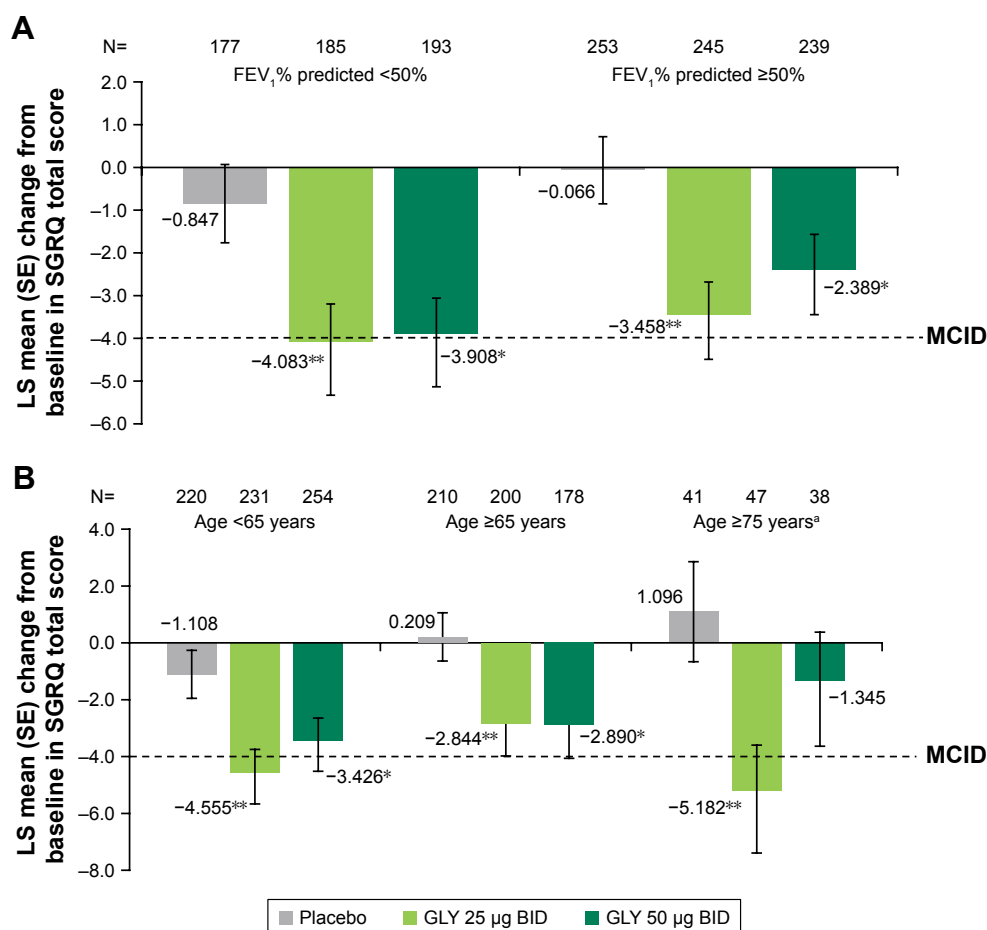 A
N= 177 185 193 253 245 239
FEV₁% predicted <50% FEV₁% predicted ≥50%
LS mean (SE) change from
baseline in SGRQ total score
2.0
0.0
–1.0
–2.0
–3.0
–4.0
–5.0
–6.0
−0.847
−4.083**
−3.908*
−0.066
−3.458**
−2.389*
MCID
B
N= 220 231 254 210 200 178 41 47 38
Age <65 years Age ≥65 years Age ≥75 yearsᵃ
LS mean (SE) change from
baseline in SGRQ total score
4.0
2.0
0.0
–2.0
–4.0
–6.0
–8.0
−1.108
−4.555**
−3.426*
0.209
−2.844**
−2.890*
1.096
−5.182**
−1.345
MCID
Placebo GLY 25 µg BID GLY 50 µg BID